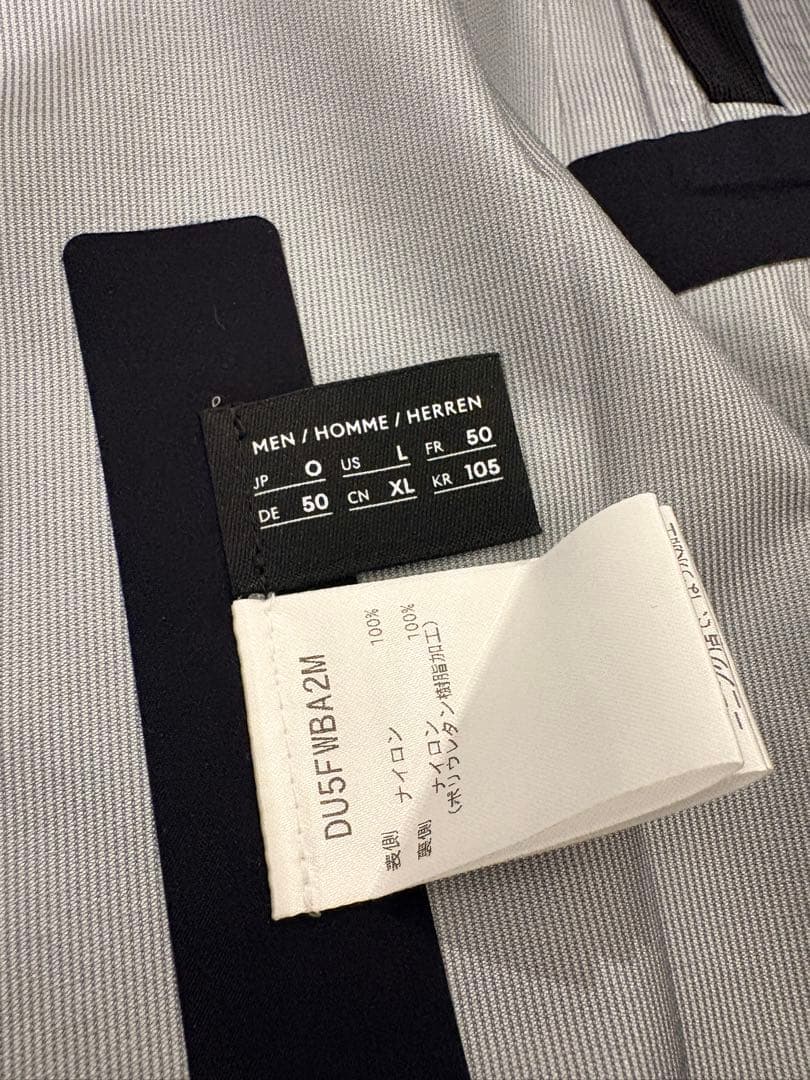 MEN / HOMME / HERREN
JP O US L FR 50
DE 50 CN XL KR 105
DU5FWBA2M
表側 ナイロン 100%
裏側 ナイロン 100%
(ポリウレタン樹脂加工)